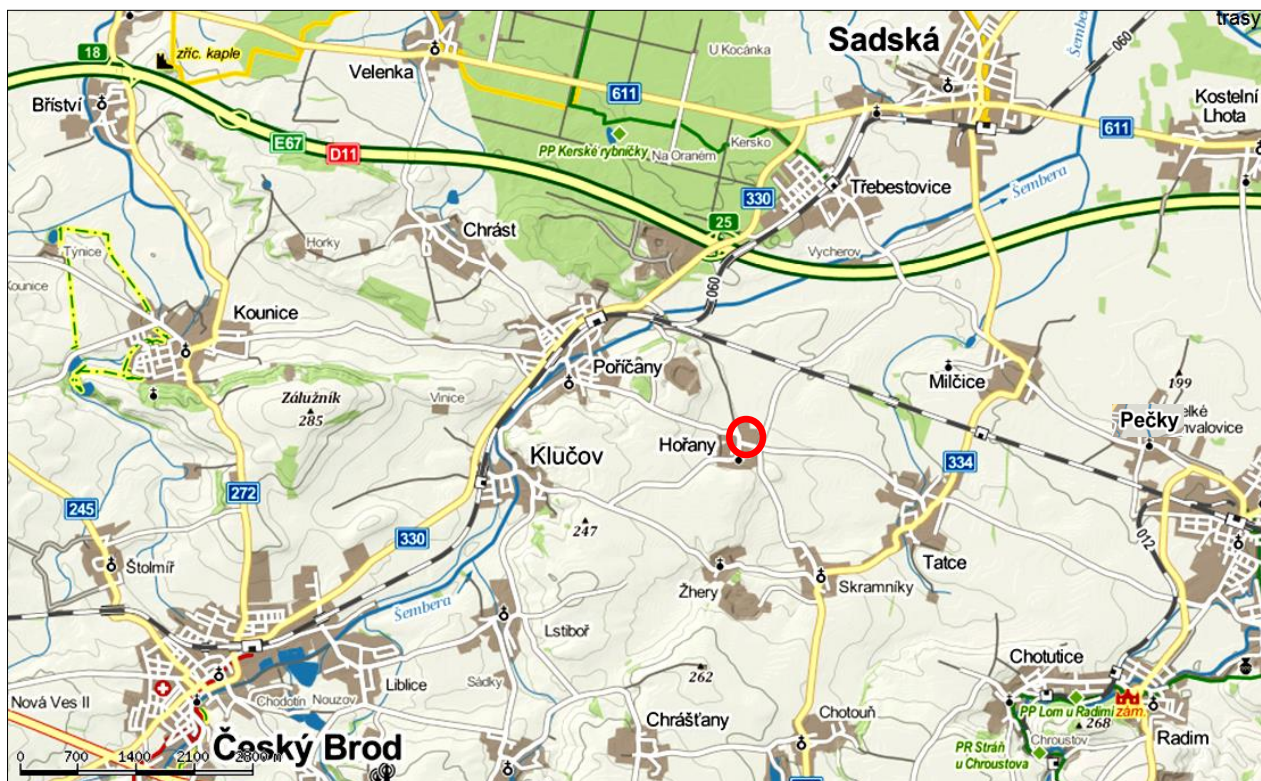 trasy
060
Šembera
Sadská
U Kocánka
zříc. kaple
18
Velenka
Bříství
611
Kostelní
Lhota
611
E67
D11
PP Kerské rybníčky
Na Oraném
Kersko
Třebestovice
330
Šembera
25
Chrást
Horky
Vycherov
Týnice
Kounice
Kounice
060
Poříčany
Milčice
199
Zálužník
285
Vinice
Pečky
Hořany
Klučov
334
272
245
330
247
Štolmíř
Tatce
012
Žhery
Skramníky
Šembera
Lstiboř
Chotutice
262
Sádky
Nová Ves II
Chodotín
Nouzov
Liblice
PP Lom u Radimi
zám.
268
Chrášťany
Chotouň
Chroustov
Radim
PR Stráň
u Chroustova
Český Brod
0 700 1400 2100 2800 m